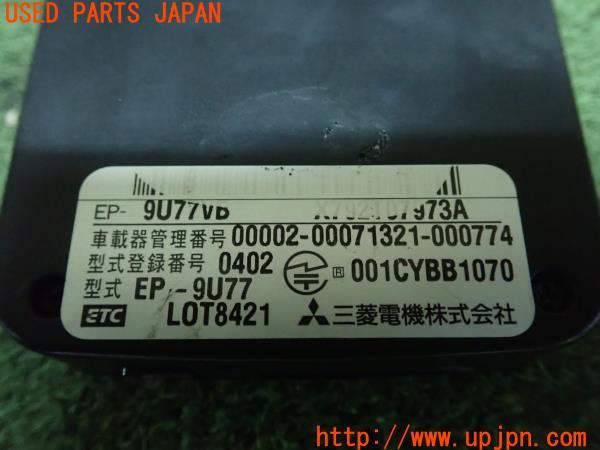 USED PARTS JAPAN
EP- 9U77VB X792T07973A
車載器管理番号 00002-00071321-000774
型式登録番号 0402 R 001CYBB1070
型式 EP-9U77
ETC LOT8421 三菱電機株式会社
http://www.upjpn.com/